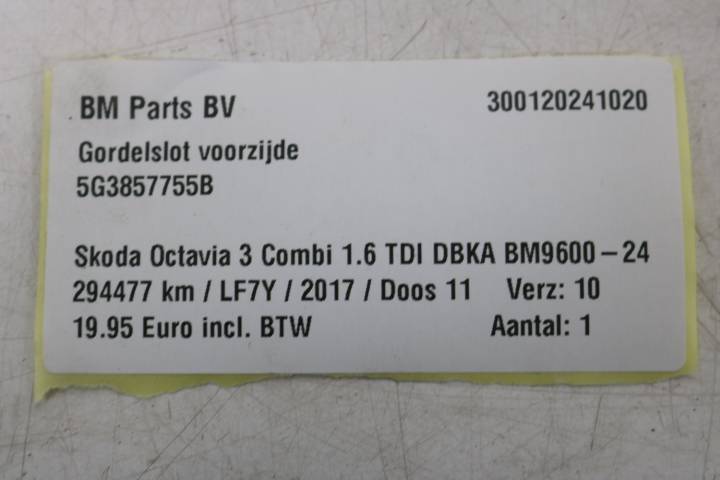 BM Parts BV 300120241020
Gordelslot voorzijde
5G3857755B
Skoda Octavia 3 Combi 1.6 TDI DBKA BM9600-24
294477 km / LF7Y / 2017 / Doos 11 Verz: 10
19.95 Euro incl. BTW Aantal: 1